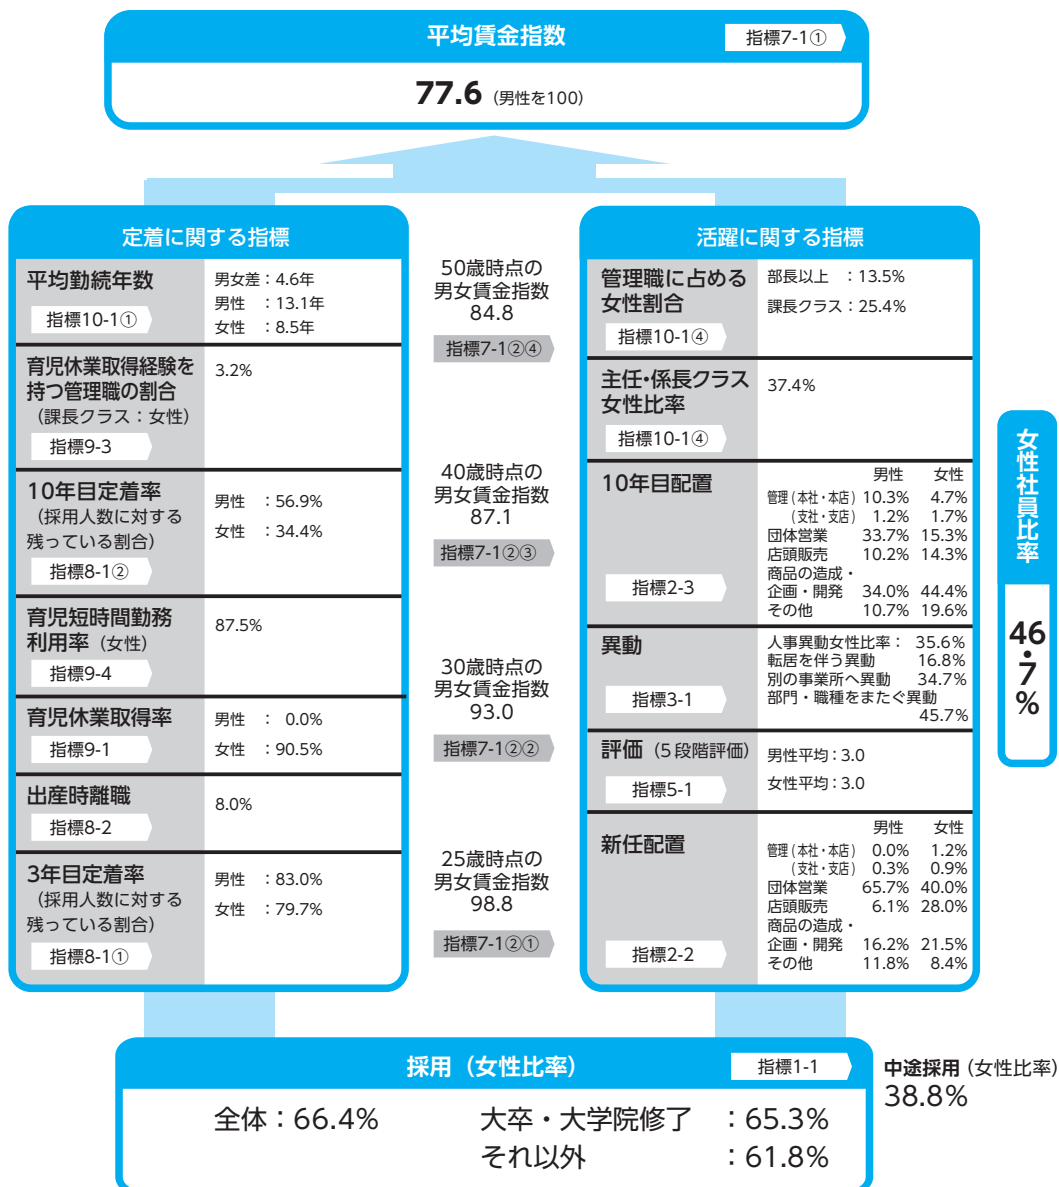 平均賃金指数
指標7-1①
77.6（男性を100）
定着に関する指標
平均勤続年数
指標10-1①
男女差：4.6年
男性　：13.1年
女性　：8.5年
育児休業取得経験を
持つ管理職の割合
（課長クラス：女性）
指標9-3
3.2%
10年目定着率
（採用人数に対する
残っている割合）
指標8-1②
男性　：56.9%
女性　：34.4%
育児短時間勤務
利用率（女性）
指標9-4
87.5%
育児休業取得率
指標9-1
男性　：　0.0%
女性　：90.5%
出産時離職
指標8-2
8.0%
3年目定着率
（採用人数に対する
残っている割合）
指標8-1①
男性　：83.0%
女性　：79.7%
50歳時点の
男女賃金指数
84.8
指標7-1②④
40歳時点の
男女賃金指数
87.1
指標7-1②③
30歳時点の
男女賃金指数
93.0
指標7-1②②
25歳時点の
男女賃金指数
98.8
指標7-1②①
活躍に関する指標
管理職に占める
女性割合
指標10-1④
部長以上　：13.5%
課長クラス：25.4%
主任・係長クラス
女性比率
指標10-1④
37.4%
10年目配置
指標2-3
男性　女性
管理（本社・本店）10.3%　4.7%
（支社・支店）1.2%　1.7%
団体営業　33.7%　15.3%
店頭販売　10.2%　14.3%
商品の造成・
企画・開発　34.0%　44.4%
その他　10.7%　19.6%
異動
指標3-1
人事異動女性比率：　35.6%
転居を伴う異動　16.8%
別の事業所へ異動　34.7%
部門・職種をまたぐ異動
45.7%
評価（5段階評価）
指標5-1
男性平均：3.0
女性平均：3.0
新任配置
指標2-2
男性　女性
管理（本社・本店）0.0%　1.2%
（支社・支店）0.3%　0.9%
団体営業　65.7%　40.0%
店頭販売　6.1%　28.0%
商品の造成・
企画・開発　16.2%　21.5%
その他　11.8%　8.4%
女性社員比率
46・7%
採用（女性比率）
指標1-1
全体：66.4%
大卒・大学院修了　：65.3%
それ以外　：61.8%
中途採用（女性比率）
38.8%